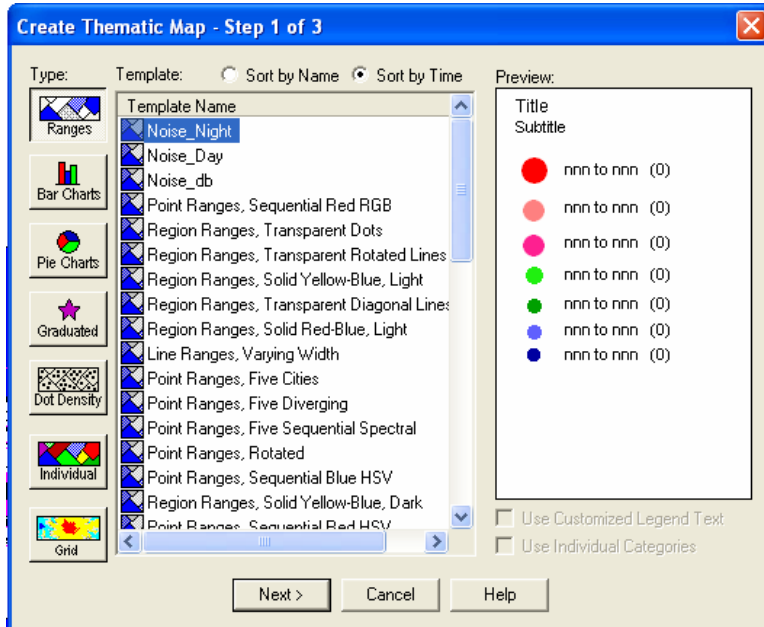 Create Thematic Map - Step 1 of 3
Type:
Ranges
Bar Charts
Pie Charts
Graduated
Dot Density
Individual
Grid
Template:
Sort by Name
Sort by Time
Template Name
Noise_Night
Noise_Day
Noise_db
Point Ranges, Sequential Red RGB
Region Ranges, Transparent Dots
Region Ranges, Transparent Rotated Lines
Region Ranges, Solid Yellow-Blue, Light
Region Ranges, Transparent Diagonal Lines
Region Ranges, Solid Red-Blue, Light
Line Ranges, Varying Width
Point Ranges, Five Cities
Point Ranges, Five Diverging
Point Ranges, Five Sequential Spectral
Point Ranges, Rotated
Point Ranges, Sequential Blue HSV
Region Ranges, Solid Yellow-Blue, Dark
Point Ranges, Sequential Red HSV
Preview:
Title
Subtitle
nnn to nnn (0)
nnn to nnn (0)
nnn to nnn (0)
nnn to nnn (0)
nnn to nnn (0)
nnn to nnn (0)
nnn to nnn (0)
Use Customized Legend Text
Use Individual Categories
Next >
Cancel
Help